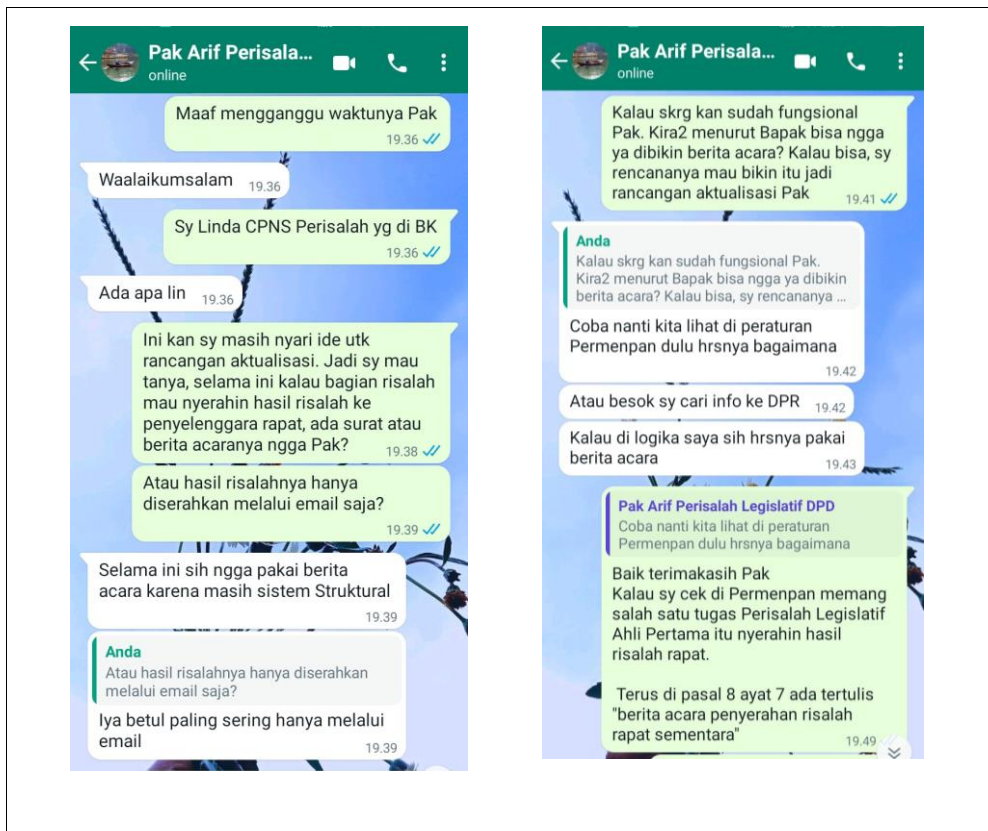 Pak Arif Perisala...
online
Maaf mengganggu waktunya Pak
19.36
Waalaikumsalam 19.36
Sy Linda CPNS Perisalah yg di BK
19.36
Ada apa lin 19.36
Ini kan sy masih nyari ide utk
rancangan aktualisasi. Jadi sy mau
tanya, selama ini kalau bagian risalah
mau nyerahin hasil risalah ke
penyelenggara rapat, ada surat atau
berita acaranya ngga Pak? 19.38
Atau hasil risalahnya hanya
diserahkan melalui email saja?
19.39
Selama ini sih ngga pakai berita
acara karena masih sistem Struktural
19.39
Anda
Atau hasil risalahnya hanya diserahkan
melalui email saja?
Iya betul paling sering hanya melalui
email 19.39
Pak Arif Perisala...
online
Kalau skrg kan sudah fungsional
Pak. Kira2 menurut Bapak bisa ngga
ya dibikin berita acara? Kalau bisa, sy
rencananya mau bikin itu jadi
rancangan aktualisasi Pak 19.41
Anda
Kalau skrg kan sudah fungsional Pak.
Kira2 menurut Bapak bisa ngga ya dibikin
berita acara? Kalau bisa, sy rencananya ...
Coba nanti kita lihat di peraturan
Permenpan dulu hrsnya bagaimana
19.42
Atau besok sy cari info ke DPR 19.42
Kalau di logika saya sih hrsnya pakai
berita acara 19.43
Pak Arif Perisalah Legislatif DPD
Coba nanti kita lihat di peraturan
Permenpan dulu hrsnya bagaimana
Baik terimakasih Pak
Kalau sy cek di Permenpan memang
salah satu tugas Perisalah Legislatif
Ahli Pertama itu nyerahin hasil
risalah rapat.
Terus di pasal 8 ayat 7 ada tertulis
"berita acara penyerahan risalah
rapat sementara" 19.49